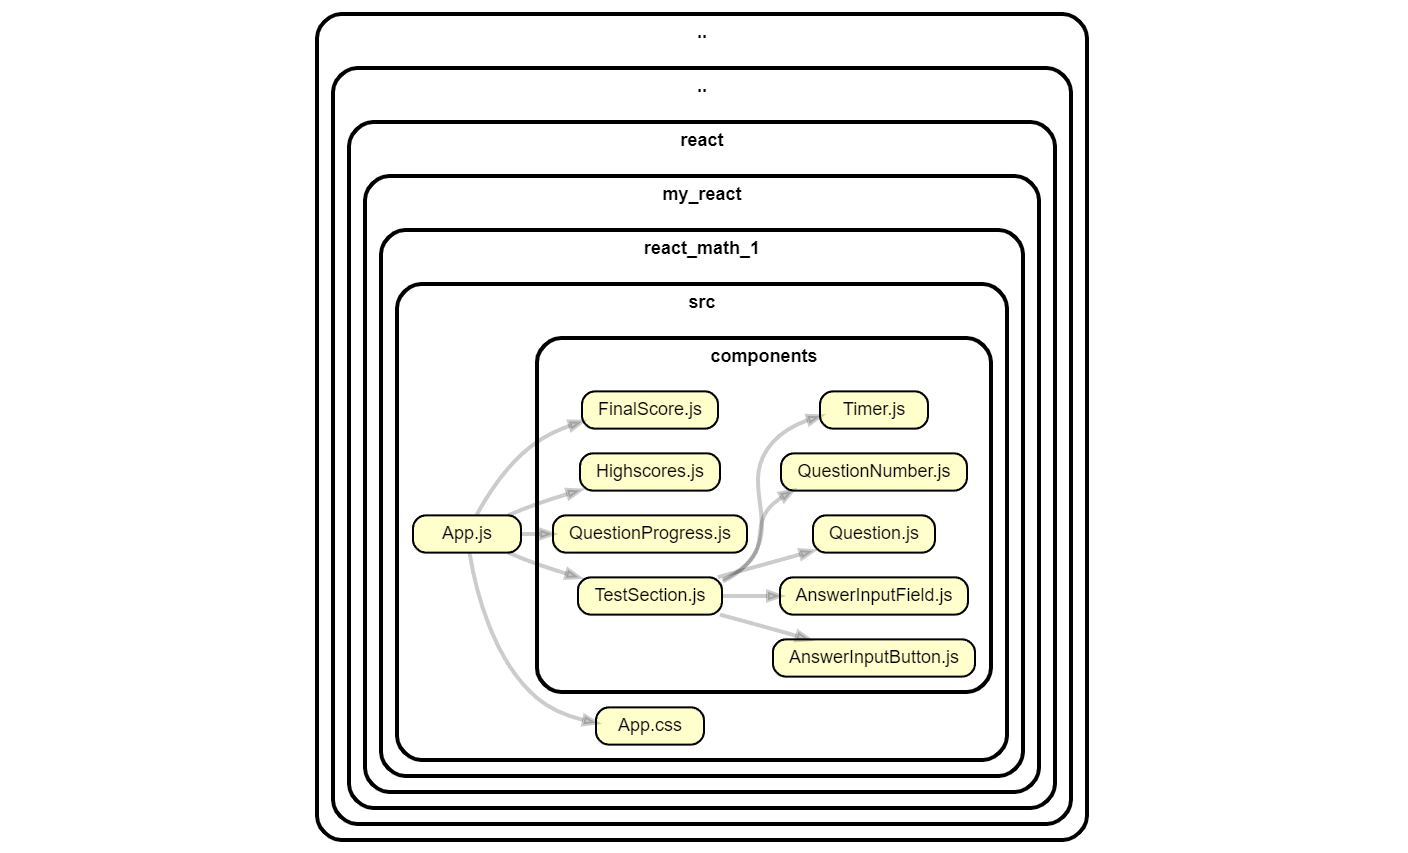 ..
..
react
my_react
react_math_1
src
components
FinalScore.js
Timer.js
Highscores.js
QuestionNumber.js
App.js
QuestionProgress.js
Question.js
TestSection.js
AnswerInputField.js
AnswerInputButton.js
App.css